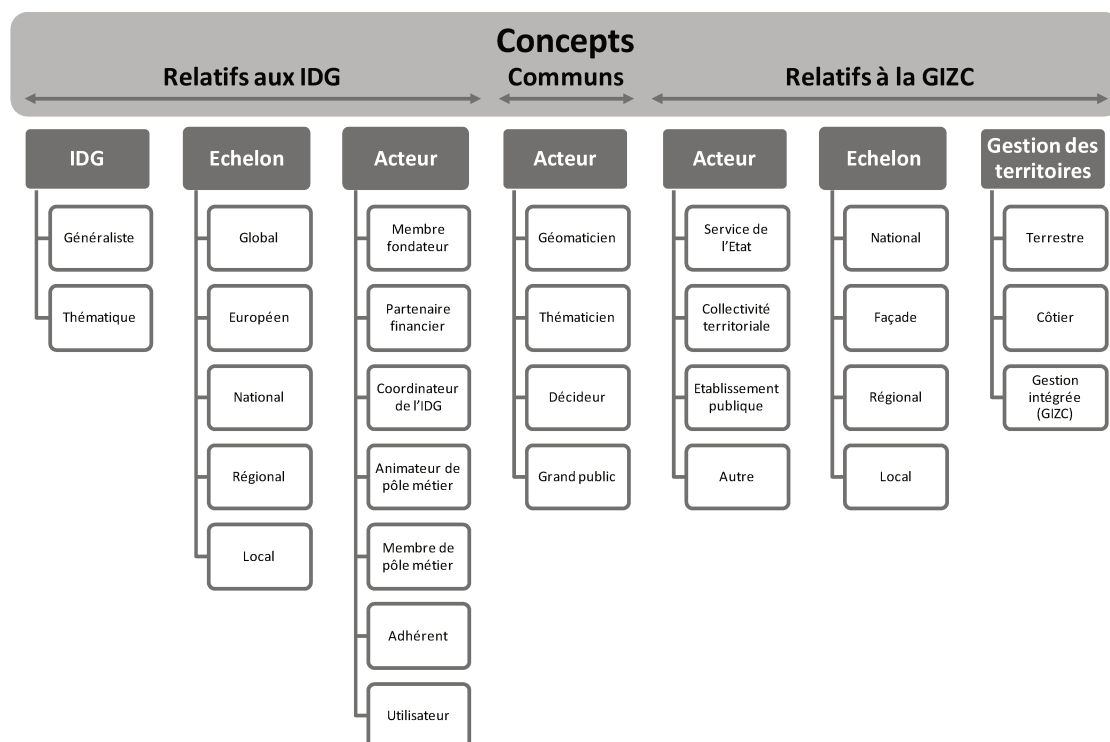 Concepts
Relatifs aux IDG
Communs
Relatifs à la GIZC
IDG
Généraliste
Thématique
Echelon
Global
Européen
National
Régional
Local
Acteur
Membre
fondateur
Partenaire
financier
Coordinateur
de l'IDG
Animateur de
pôle métier
Membre de
pôle métier
Adhérent
Utilisateur
Acteur
Géomaticien
Thématicien
Décideur
Grand public
Acteur
Service de
l'Etat
Collectivité
territoriale
Etablissement
publique
Autre
Echelon
National
Façade
Régional
Local
Gestion des
territoires
Terrestre
Côtier
Gestion
intégrée
(GIZC)